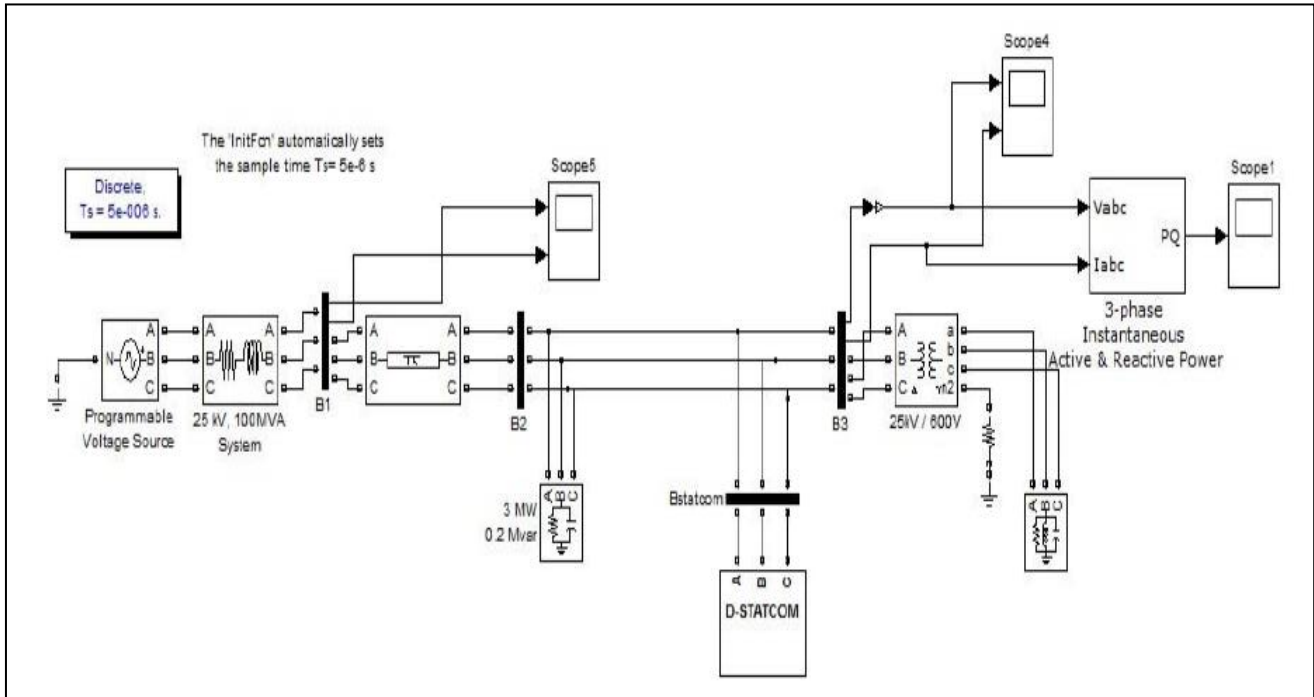 Scope4
The 'InitFcn' automatically sets
the sample time Ts= 5e-6 s
Scope5
Scope1
Discrete,
Ts = 5e-006 s.
Vabc
PQ
Iabc
3-phase
Instantaneous
Active & Reactive Power
N
A
B
C
A
B
C
A
B
C
A
B
C
A
B
C
A
B
C
a
b
c
n2
Programmable
Voltage Source
25 kV, 100MVA
System
B1
B2
B3
25kV / 600V
A B C
3 MW
0.2 Mvar
Bstatcom
A B C
A B C
D-STATCOM